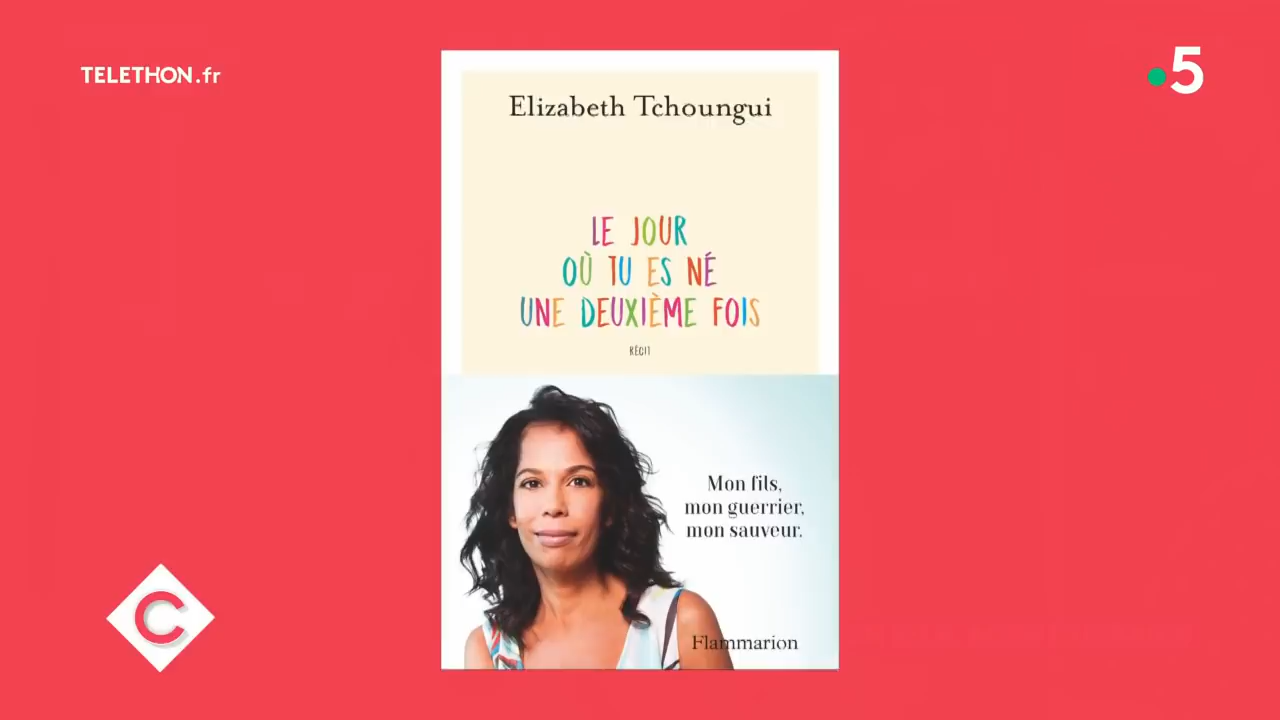 TELETHON.fr
5
Elizabeth Tchoungui
LE JOUR
OÙ TU ES NÉ
UNE DEUXIÈME FOIS
RÉCIT
Mon fils,
mon guerrier,
mon sauveur.
Flammarion
C